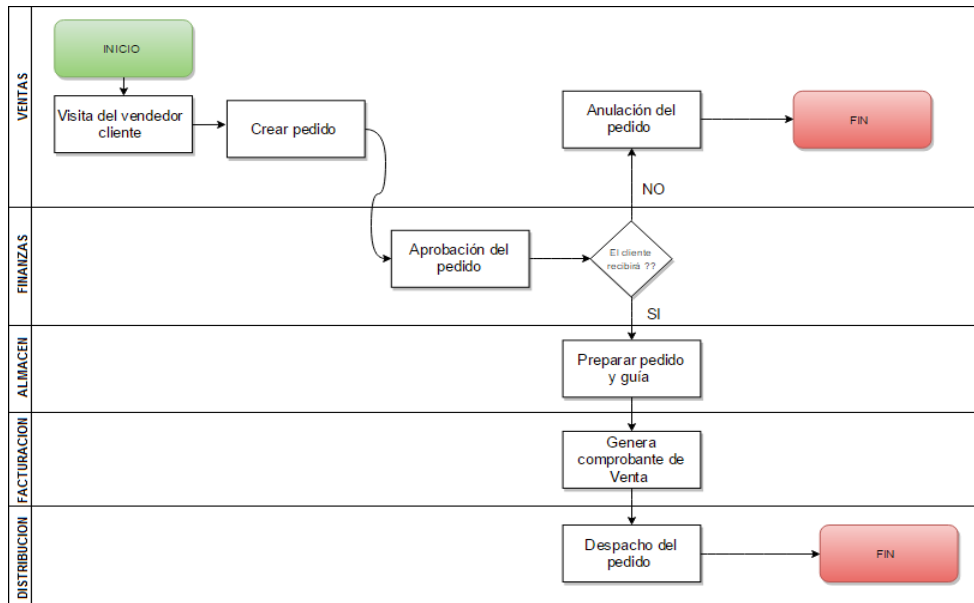 VENTAS
INICIO
Visita del vendedor
cliente
Crear pedido
Anulación del
pedido
FIN
NO
FINANZAS
Aprobación del
pedido
El cliente
recibirá ??
SI
ALMACEN
Preparar pedido
y guía
FACTURACION
Genera
comprobante de
Venta
DISTRIBUCION
Despacho del
pedido
FIN